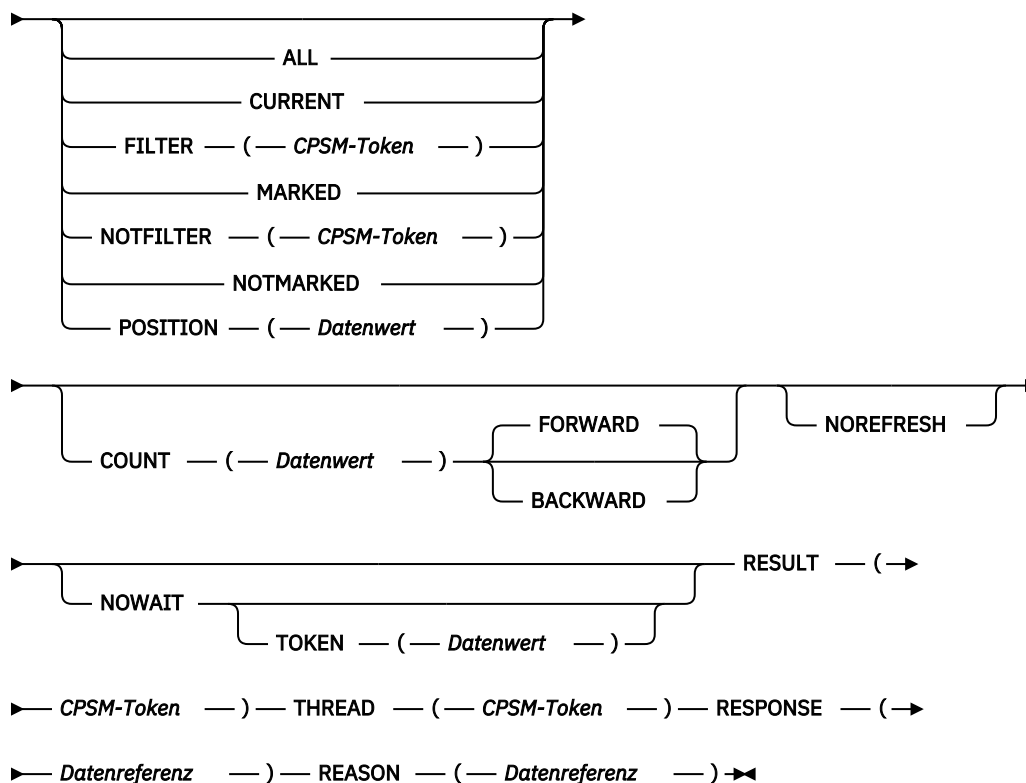 ALL
CURRENT
FILTER ( CPSM-Token )
MARKED
NOTFILTER ( CPSM-Token )
NOTMARKED
POSITION ( Datenwert )
FORWARD
NOREFRESH
COUNT ( Datenwert )
BACKWARD
RESULT (
NOWAIT
TOKEN ( Datenwert )
CPSM-Token ) THREAD ( CPSM-Token ) RESPONSE (
Datenreferenz ) REASON ( Datenreferenz )